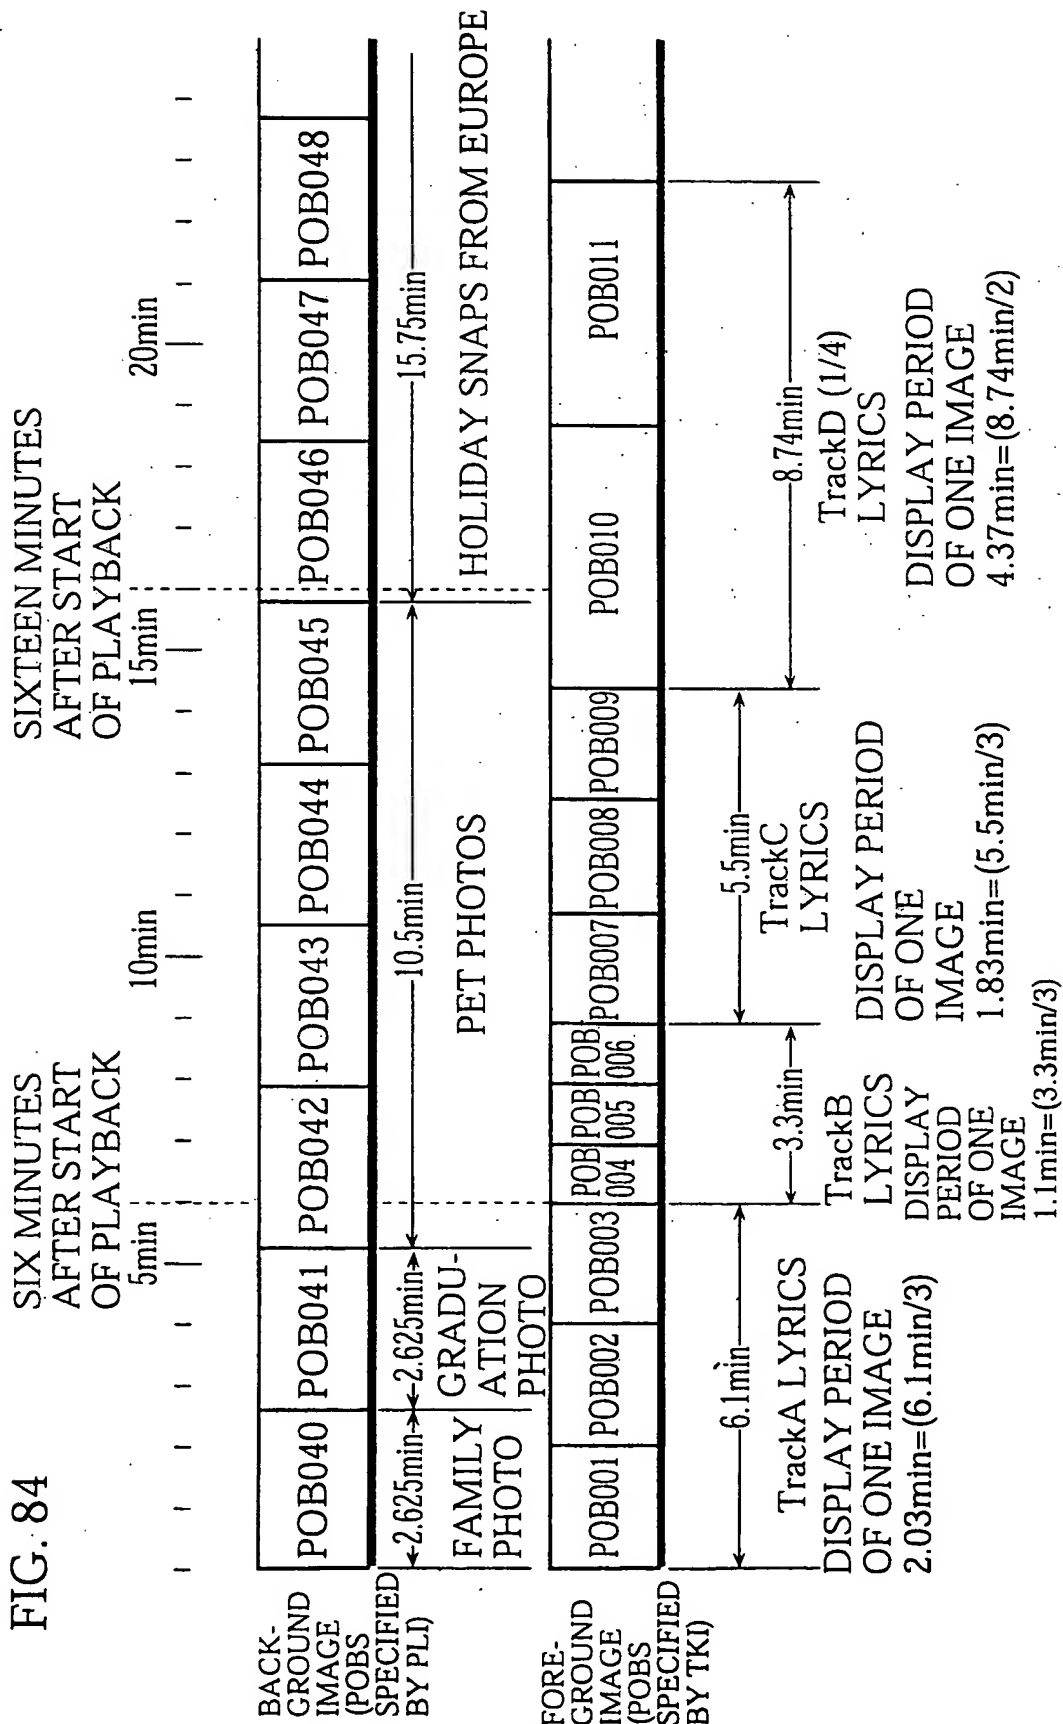 FIG. 84
SIX MINUTES
AFTER START
OF PLAYBACK
SIXTEEN MINUTES
AFTER START
OF PLAYBACK
5min
10min
15min
20min
BACK-
GROUND
IMAGE
(POBS
SPECIFIED
BY PLI)
POB040
POB041
POB042
POB043
POB044
POB045
POB046
POB047
POB048
2.625min
2.625min
10.5min
15.75min
FAMILY
PHOTO
GRADU-
ATION
PHOTO
PET PHOTOS
HOLIDAY SNAPS FROM EUROPE
FORE-
GROUND
IMAGE
(POBS
SPECIFIED
BY TKI)
POB001
POB002
POB003
POB
004
POB
005
POB
006
POB007
POB008
POB009
POB010
POB011
6.1min
3.3min
5.5min
8.74min
TrackA LYRICS
DISPLAY PERIOD
OF ONE IMAGE
2.03min=(6.1min/3)
TrackB
LYRICS
DISPLAY
PERIOD
OF ONE
IMAGE
1.1min=(3.3min/3)
TrackC
LYRICS
DISPLAY PERIOD
OF ONE
IMAGE
1.83min=(5.5min/3)
TrackD (1/4)
LYRICS
DISPLAY PERIOD
OF ONE IMAGE
4.37min=(8.74min/2)